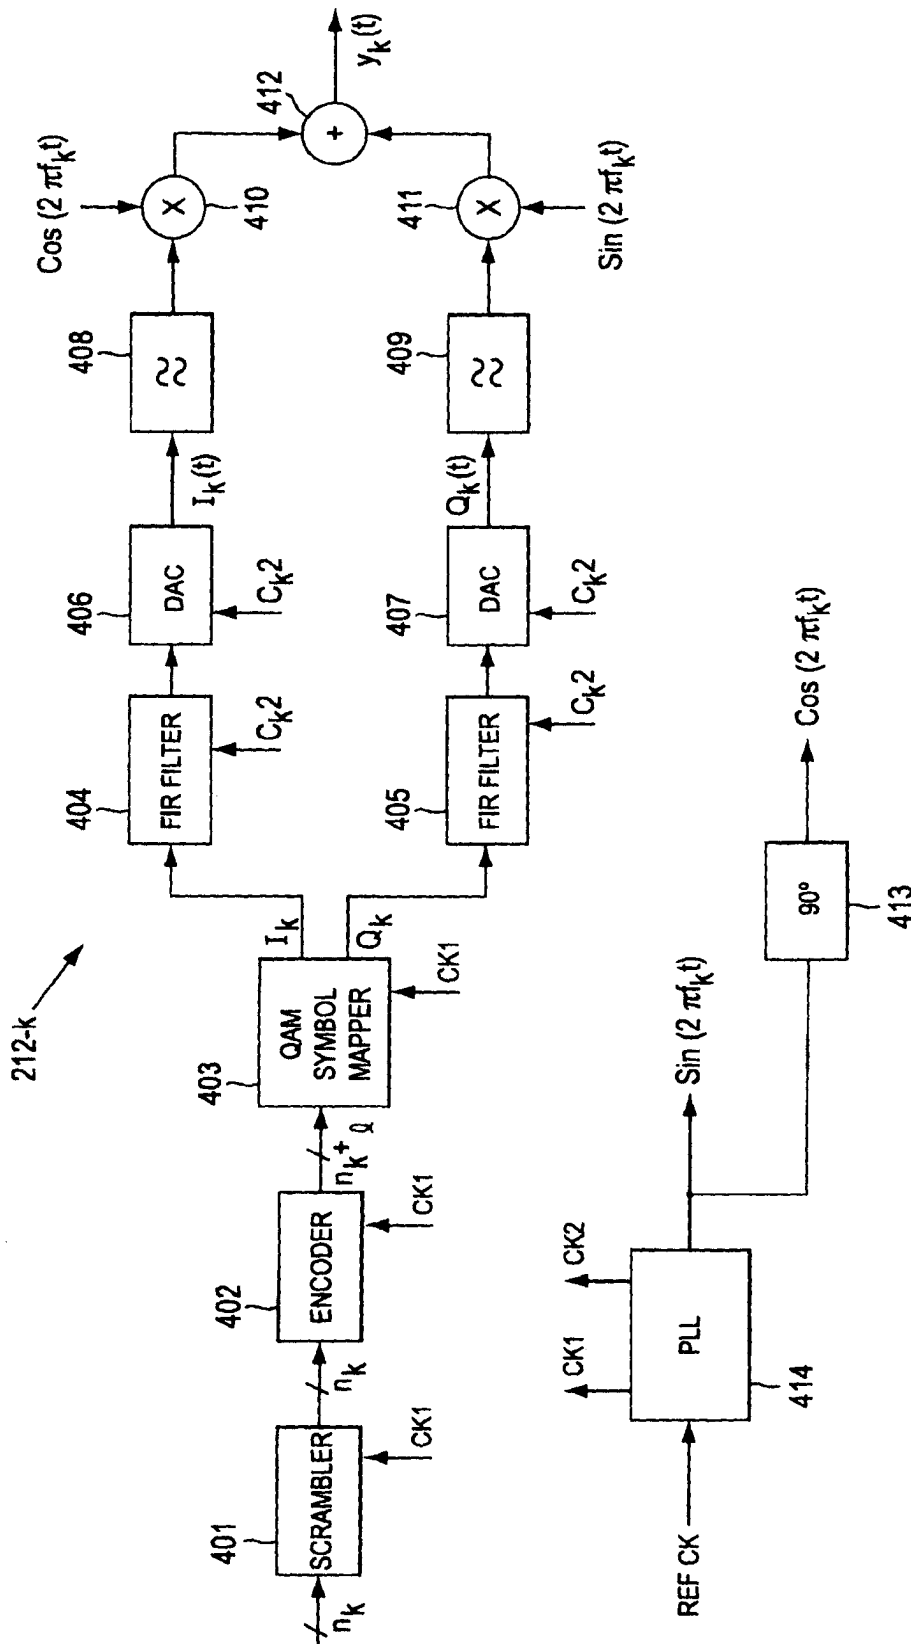 212-k
n_k
401
SCRAMBLER
CK1
n_k
402
ENCODER
CK1
n_k + ℓ
403
QAM
SYMBOL
MAPPER
CK1
I_k
Q_k
404
FIR FILTER
C_k2
406
DAC
C_k2
I_k(t)
408
≈
Cos (2 πf_kt)
X
410
405
FIR FILTER
C_k2
407
DAC
C_k2
Q_k(t)
409
≈
Sin (2 πf_kt)
X
411
412
+
y_k(t)
REF CK
PLL
414
CK1
CK2
Sin (2 πf_kt)
90°
413
Cos (2 πf_kt)